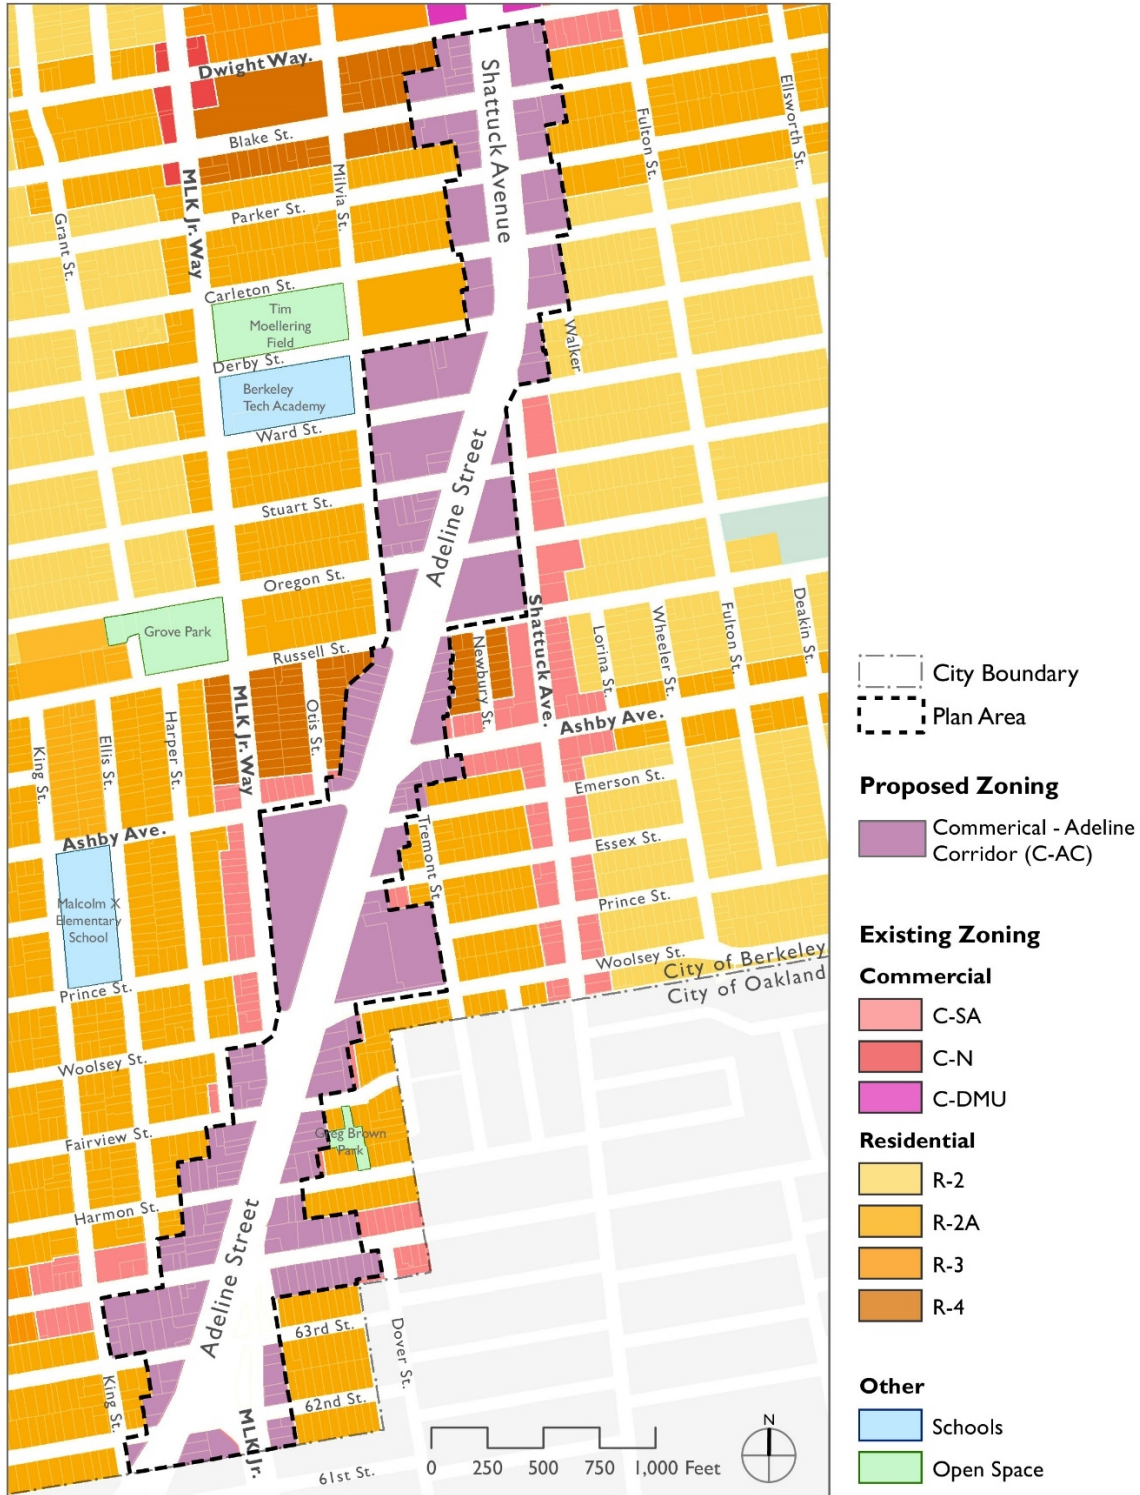 Dwight Way.
Shattuck Avenue
Ellsworth St.
Fulton St.
Blake St.
Milvia St.
MLK Jr. Way
Parker St.
Grant St.
Carleton St.
Tim
Moellering
Field
Walker
Derby St.
Berkeley
Tech Academy
Ward St.
Adeline Street
Stuart St.
Oregon St.
Shattuck Ave.
Deakin St.
Fulton St.
Wheeler St.
Lorina St.
Newbury St.
Grove Park
Russell St.
MLK Jr. Way
Otis St.
Harper St.
Ellis St.
King St.
Ashby Ave.
Emerson St.
Tremont St.
Ashby Ave.
Essex St.
Malcolm X
Elementary
School
Prince St.
Woolsey St.
City of Berkeley
City of Oakland
Prince St.
Woolsey St.
Fairview St.
Greg Brown
Park
Harmon St.
Adeline Street
63rd St.
Dover St.
King St.
62nd St.
MLK Jr.
61st St.
0 250 500 750 1,000 Feet
N
City Boundary
Plan Area
Proposed Zoning
Commerical - Adeline
Corridor (C-AC)
Existing Zoning
Commercial
C-SA
C-N
C-DMU
Residential
R-2
R-2A
R-3
R-4
Other
Schools
Open Space